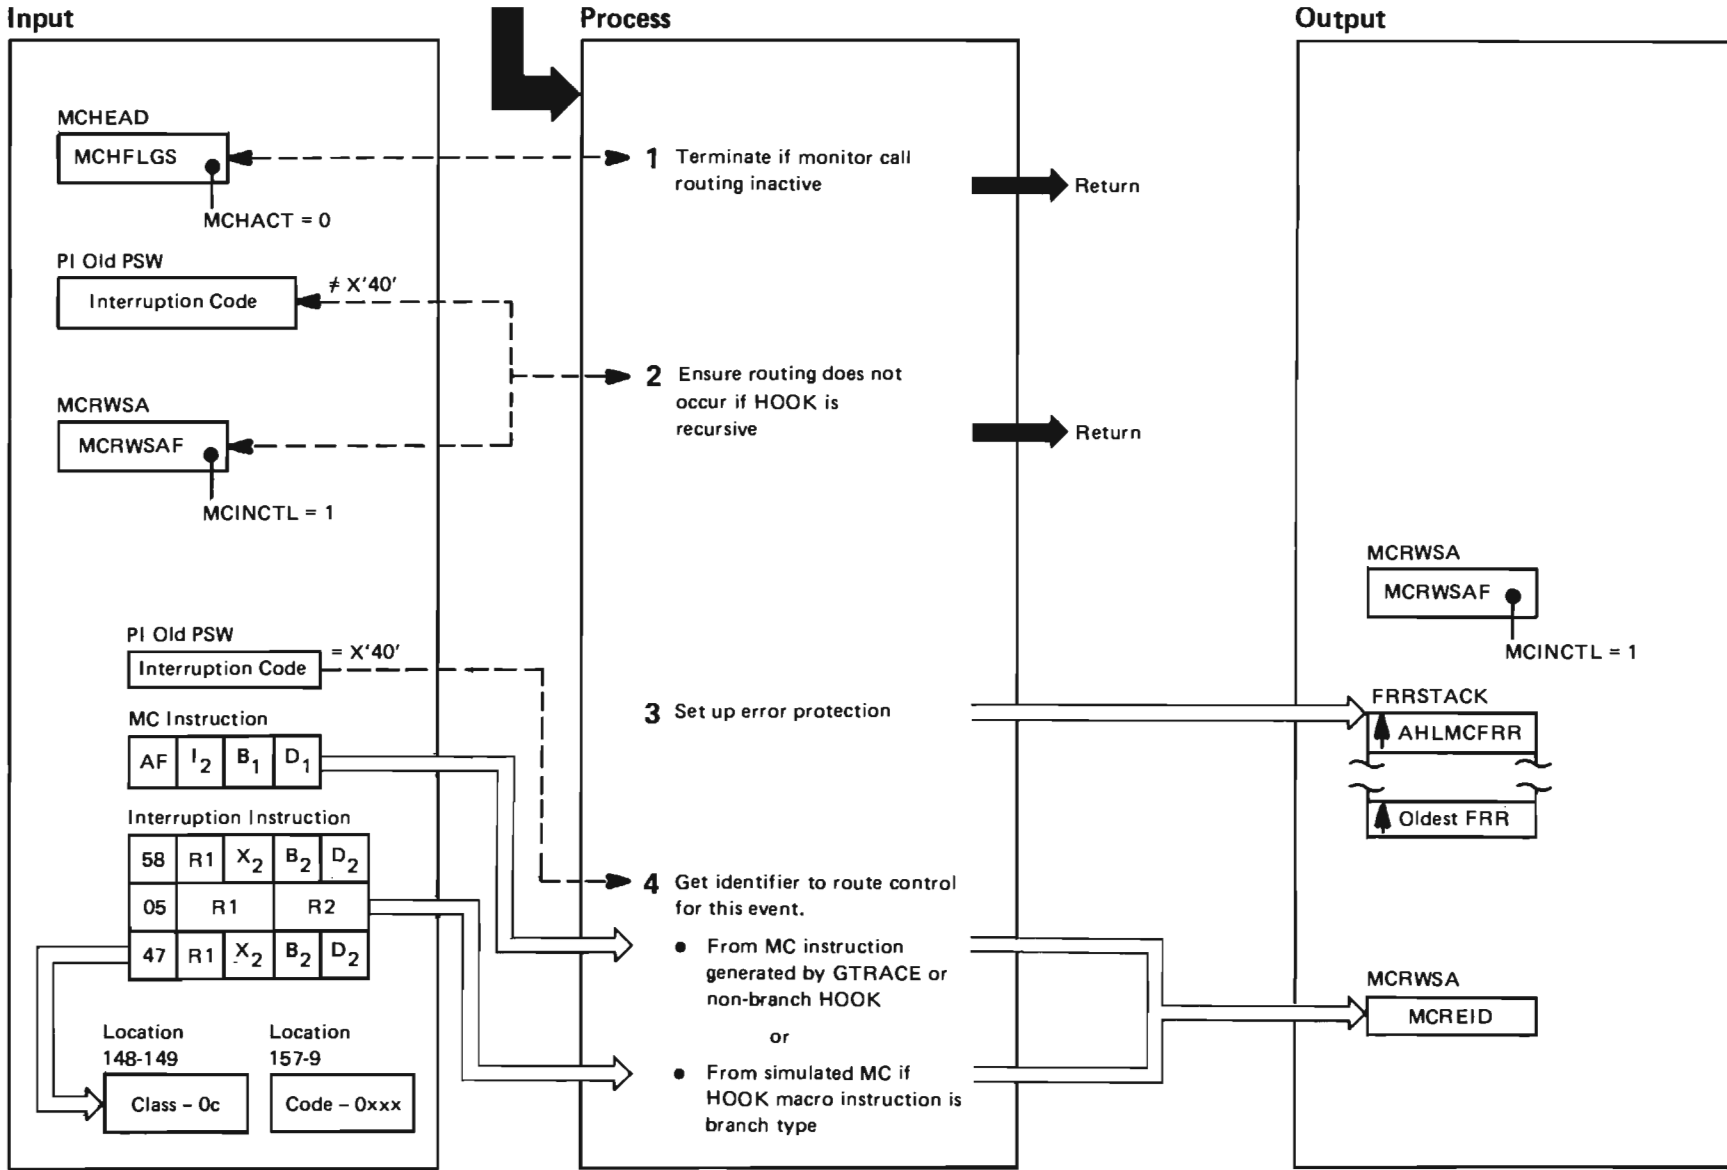 Input
Process
Output
MCHEAD
MCHFLGS
MCHACT = 0
1 Terminate if monitor call
routing inactive
Return
PI Old PSW
≠ X'40'
Interruption Code
2 Ensure routing does not
occur if HOOK is
recursive
Return
MCRWSA
MCRWSAF
MCINCTL = 1
MCRWSA
MCRWSAF
MCINCTL = 1
PI Old PSW
= X'40'
Interruption Code
3 Set up error protection
FRRSTACK
AHLMCFRR
Oldest FRR
MC Instruction
AF I2 B1 D1
Interruption Instruction
58 R1 X2 B2 D2
05 R1 R2
47 R1 X2 B2 D2
4 Get identifier to route control
for this event.
• From MC instruction
generated by GTRACE or
non-branch HOOK
or
• From simulated MC if
HOOK macro instruction is
branch type
MCRWSA
MCREID
Location
148-149
Class – 0c
Location
157-9
Code – 0xxx